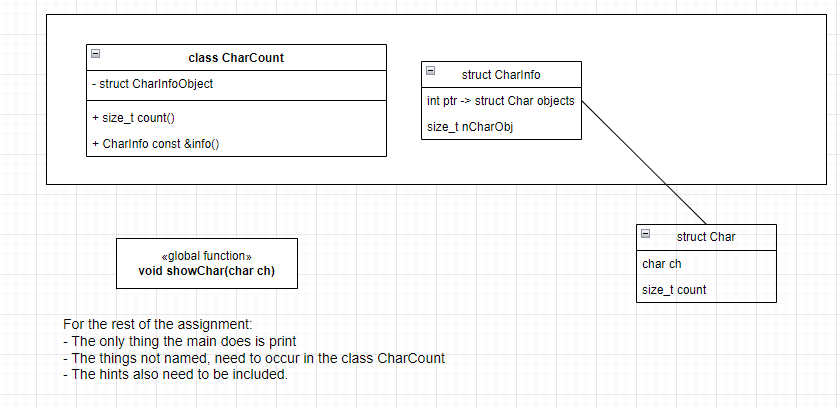 class CharCount
- struct CharInfoObject
+ size_t count()
+ CharInfo const &info()
struct CharInfo
int ptr -> struct Char objects
size_t nCharObj
struct Char
char ch
size_t count
«global function»
void showChar(char ch)
For the rest of the assignment:
- The only thing the main does is print
- The things not named, need to occur in the class CharCount
- The hints also need to be included.